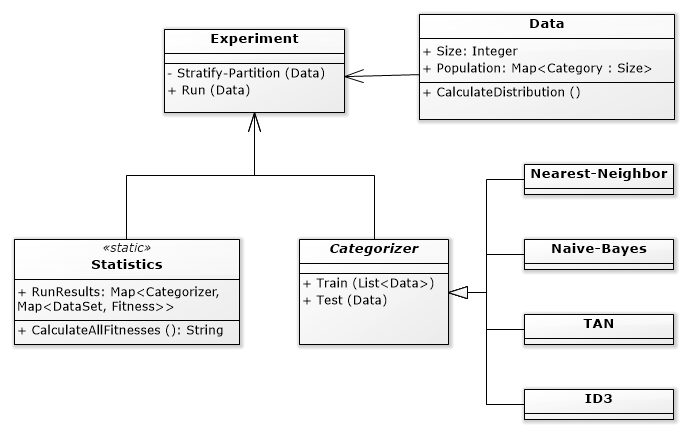 Experiment
- Stratify-Partition (Data)
+ Run (Data)
Data
+ Size: Integer
+ Population: Map<Category : Size>
+ CalculateDistribution ()
«static»
Statistics
+ RunResults: Map<Categorizer,
Map<DataSet, Fitness>>
+ CalculateAllFitnesses (): String
Categorizer
+ Train (List<Data>)
+ Test (Data)
Nearest-Neighbor
Naive-Bayes
TAN
ID3